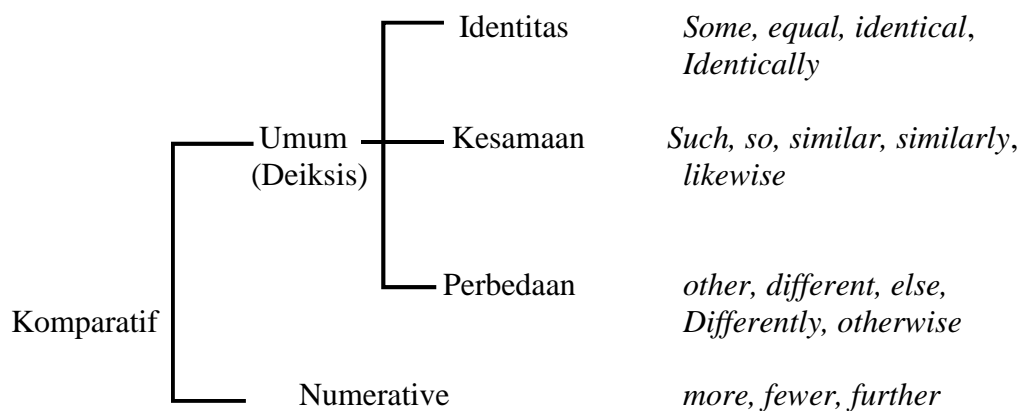 Identitas Some, equal, identical,
Identically
Umum Kesamaan Such, so, similar, similarly,
(Deiksis) likewise
Perbedaan other, different, else,
Komparatif Differently, otherwise
Numerative more, fewer, further